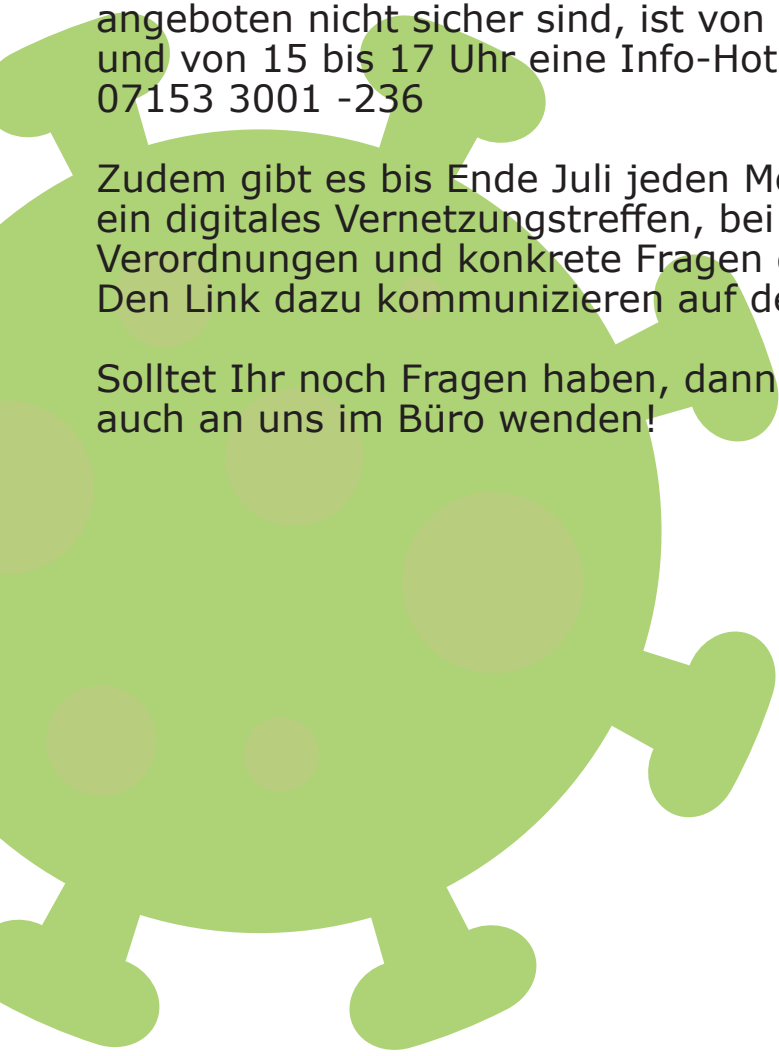 angeboten nicht sicher sind, ist von
und von 15 bis 17 Uhr eine Info-Hot
07153 3001 -236
Zudem gibt es bis Ende Juli jeden
ein digitales Vernetzungstreffen, bei
Verordnungen und konkrete Fragen
Den Link dazu kommunizieren auf de
Solltet Ihr noch Fragen haben, dann
auch an uns im Büro wenden!